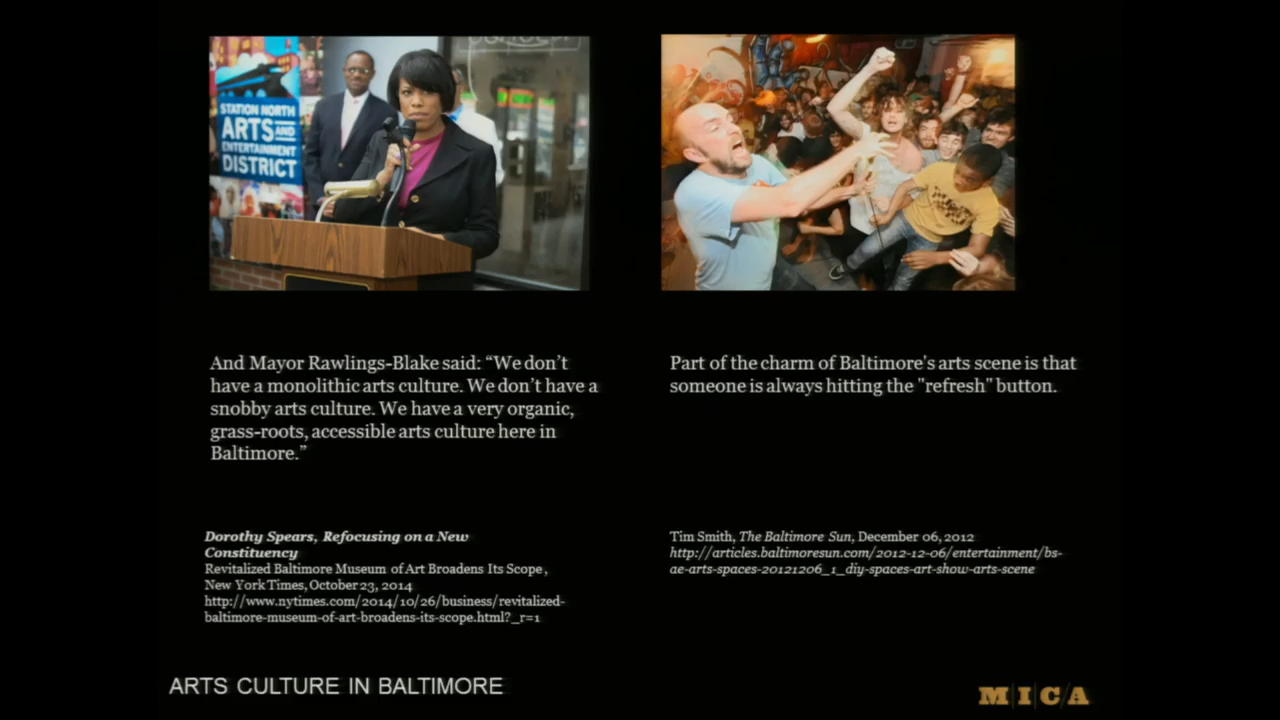 STATION NORTH
ARTS AND
ENTERTAINMENT
DISTRICT
And Mayor Rawlings-Blake said: “We don’t
have a monolithic arts culture. We don’t have a
snobby arts culture. We have a very organic,
grass-roots, accessible arts culture here in
Baltimore.”
Part of the charm of Baltimore's arts scene is that
someone is always hitting the "refresh" button.
Dorothy Spears, Refocusing on a New
Constituency
Revitalized Baltimore Museum of Art Broadens Its Scope,
New York Times, October 23, 2014
http://www.nytimes.com/2014/10/26/business/revitalized-
baltimore-museum-of-art-broadens-its-scope.html?_r=1
Tim Smith, The Baltimore Sun, December 06, 2012
http://articles.baltimoresun.com/2012-12-06/entertainment/bs-
ae-arts-spaces-20121206_1_diy-spaces-art-show-arts-scene
ARTS CULTURE IN BALTIMORE
M|I|C|A